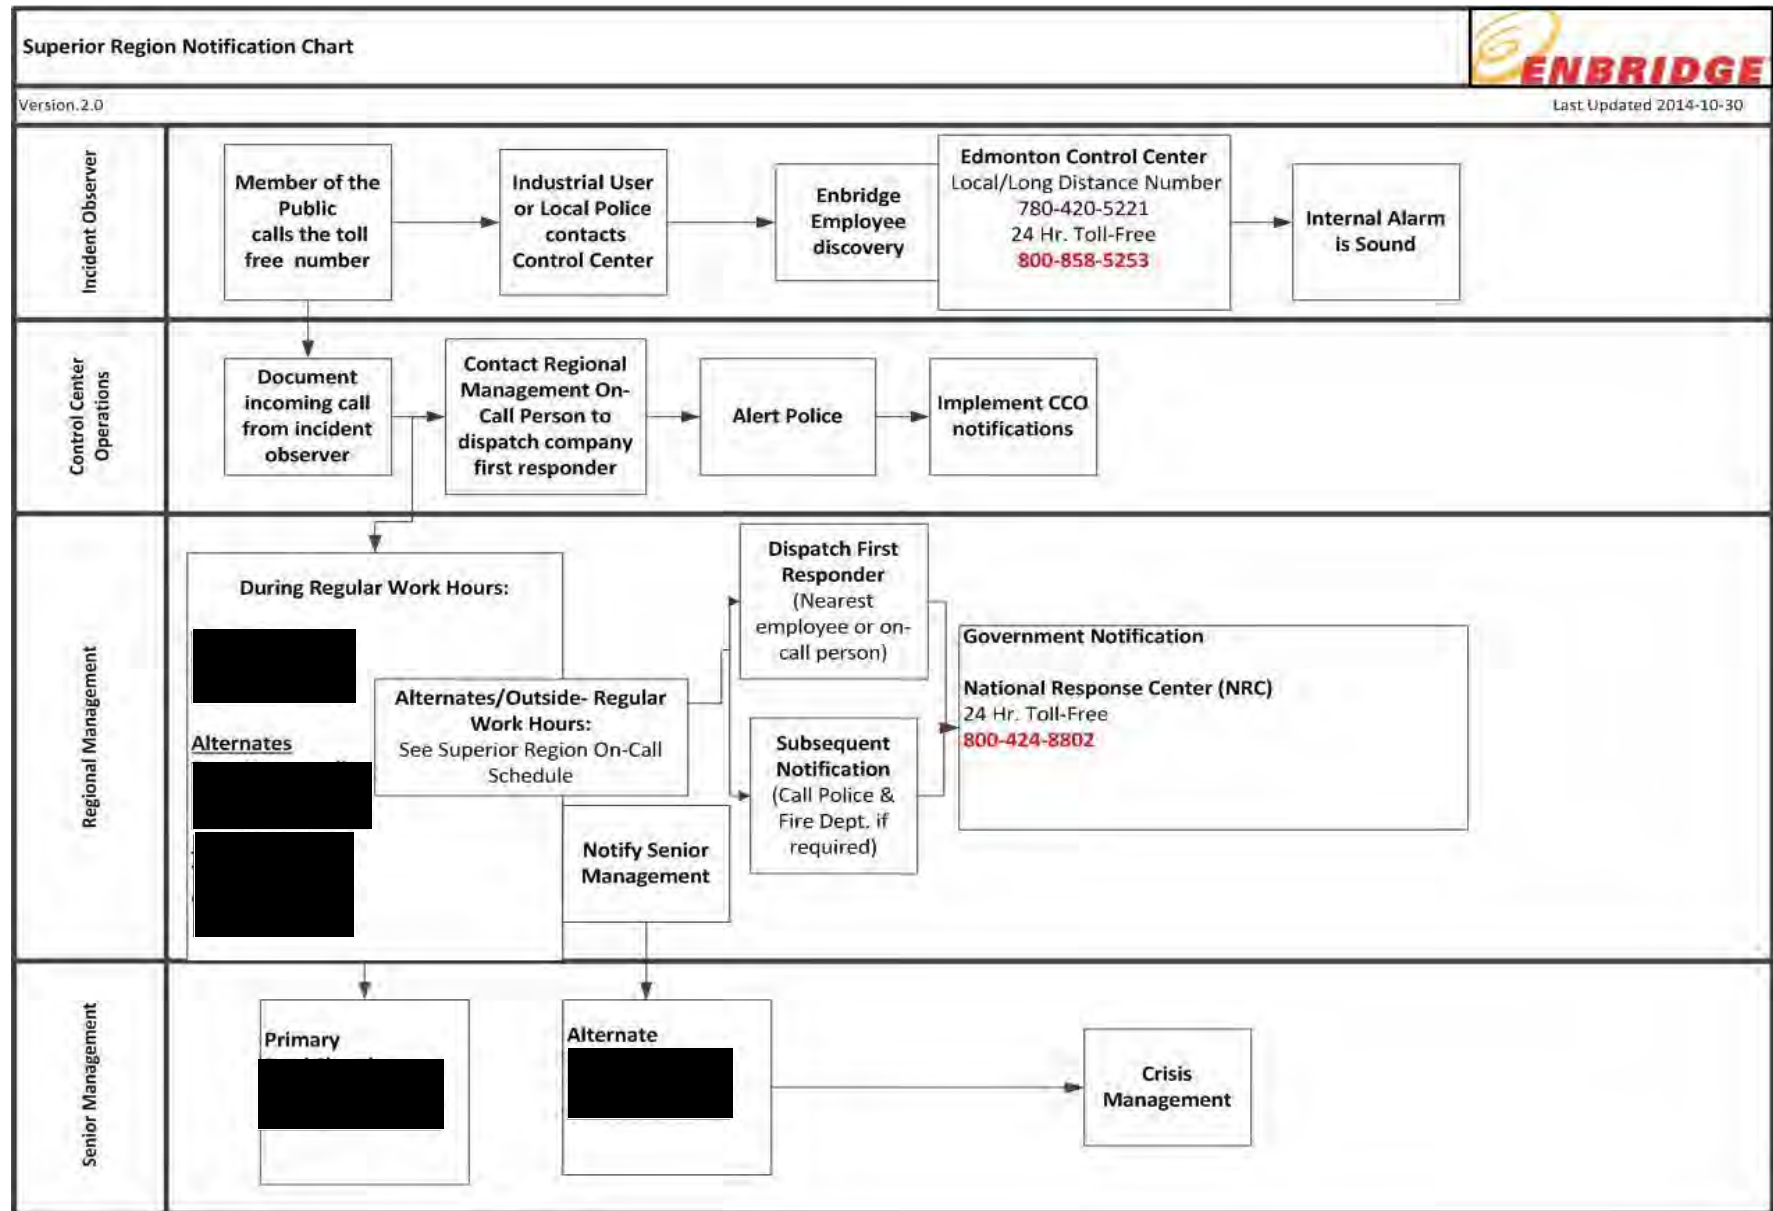 Superior Region Notification Chart
ENBRIDGE
Version.2.0
Last Updated 2014-10-30
Incident Observer
Member of the
Public
calls the toll
free number
Industrial User
or Local Police
contacts
Control Center
Enbridge
Employee
discovery
Edmonton Control Center
Local/Long Distance Number
780-420-5221
24 Hr. Toll-Free
800-858-5253
Internal Alarm
is Sound
Control Center
Operations
Document
incoming call
from incident
observer
Contact Regional
Management On-
Call Person to
dispatch company
first responder
Alert Police
Implement CCO
notifications
Regional Management
During Regular Work Hours:
Alternates
Alternates/Outside- Regular
Work Hours:
See Superior Region On-Call
Schedule
Notify Senior
Management
Dispatch First
Responder
(Nearest
employee or on-
call person)
Subsequent
Notification
(Call Police &
Fire Dept. if
required)
Government Notification
National Response Center (NRC)
24 Hr. Toll-Free
800-424-8802
Senior Management
Primary
Alternate
Crisis
Management